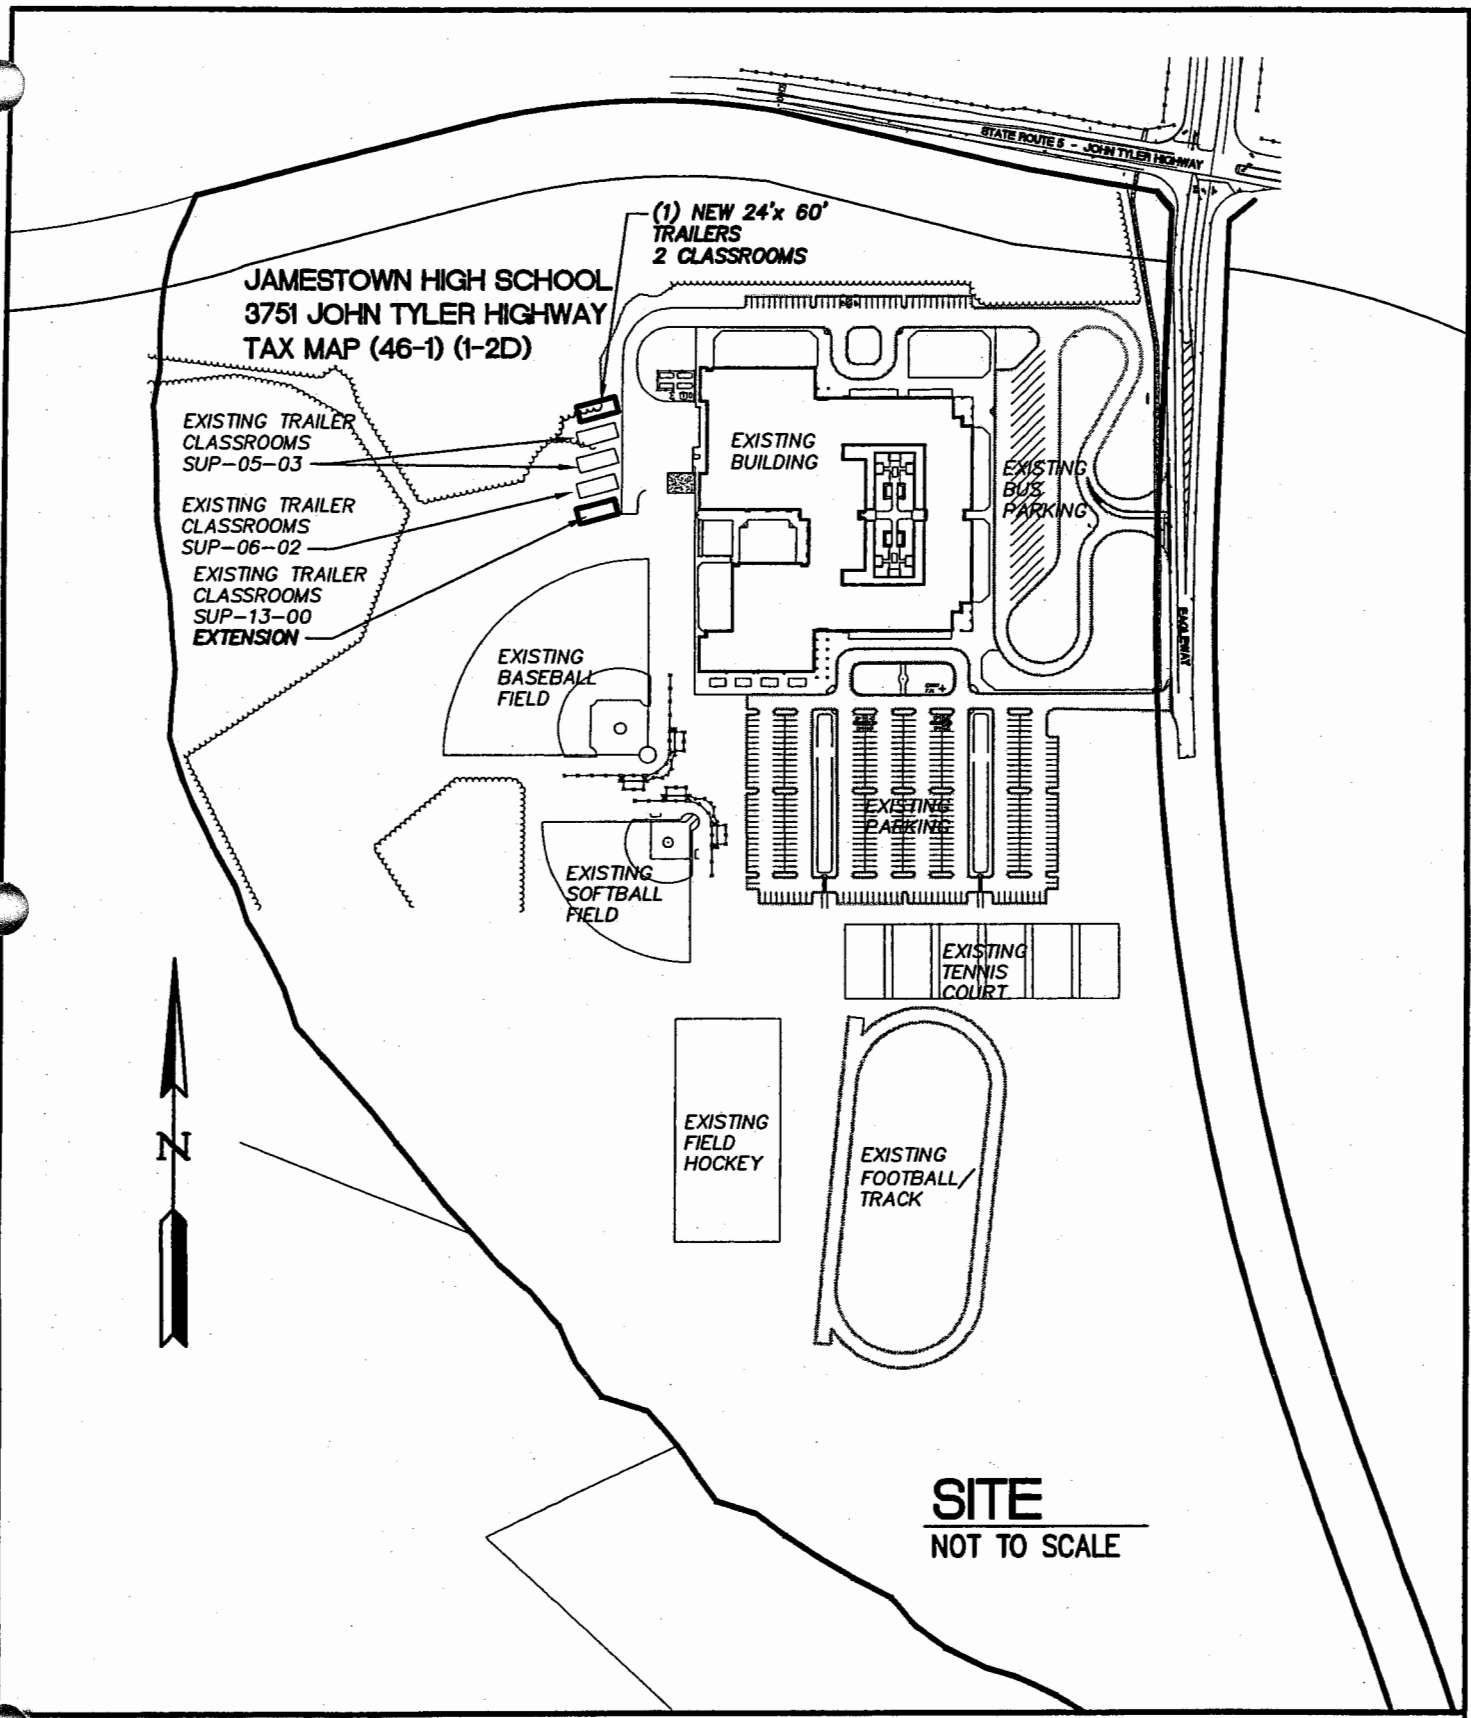 STATE ROUTE 5 - JOHN TYLER HIGHWAY
(1) NEW 24'x 60'
TRAILERS
2 CLASSROOMS
JAMESTOWN HIGH SCHOOL
3751 JOHN TYLER HIGHWAY
TAX MAP (46-1) (1-2D)
EXISTING TRAILER
CLASSROOMS
SUP-05-03
EXISTING TRAILER
CLASSROOMS
SUP-06-02
EXISTING TRAILER
CLASSROOMS
SUP-13-00
EXTENSION
EXISTING
BUILDING
EXISTING
BUS
PARKING
EAGLEWAY
EXISTING
BASEBALL
FIELD
EXISTING
PARKING
EXISTING
SOFTBALL
FIELD
EXISTING
TENNIS
COURT
N
EXISTING
FIELD
HOCKEY
EXISTING
FOOTBALL/
TRACK
SITE
NOT TO SCALE